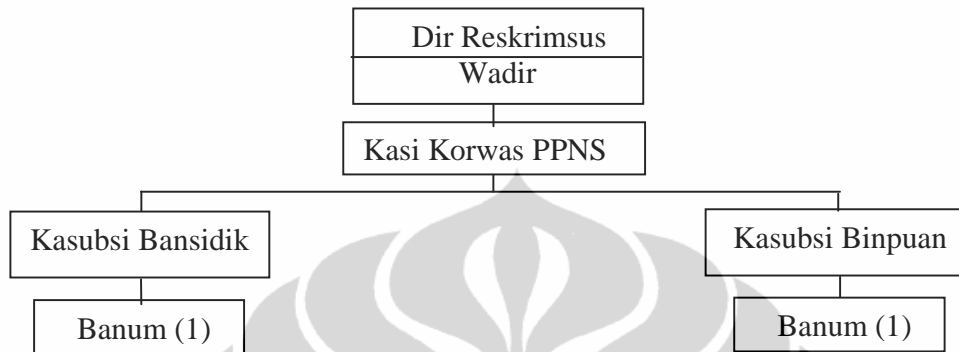 Dir Reskrimsus
Wadir
Kasi Korwas PPNS
Kasubsi Bansidik
Kasubsi Binpuan
Banum (1)
Banum (1)